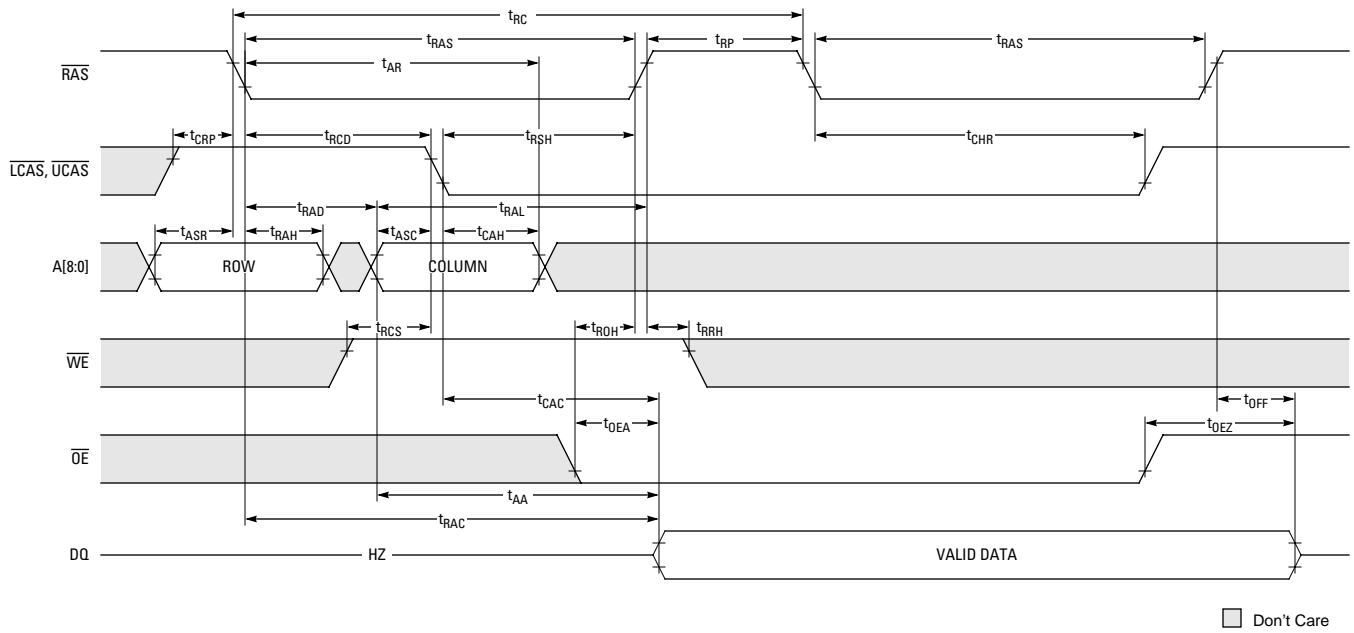 tRC
tRAS tRP tRAS
RAS
tAR
tCRP tRCD tRSH tCHR
LCAS, UCAS
tRAD tRAL
tASR tRAH tASC tCAH
A[8:0] ROW COLUMN
tRCS tROH tRRH
WE
tCAC tOFF
tOEA tOEZ
OE
tAA
tRAC
DQ HZ VALID DATA
Don't Care